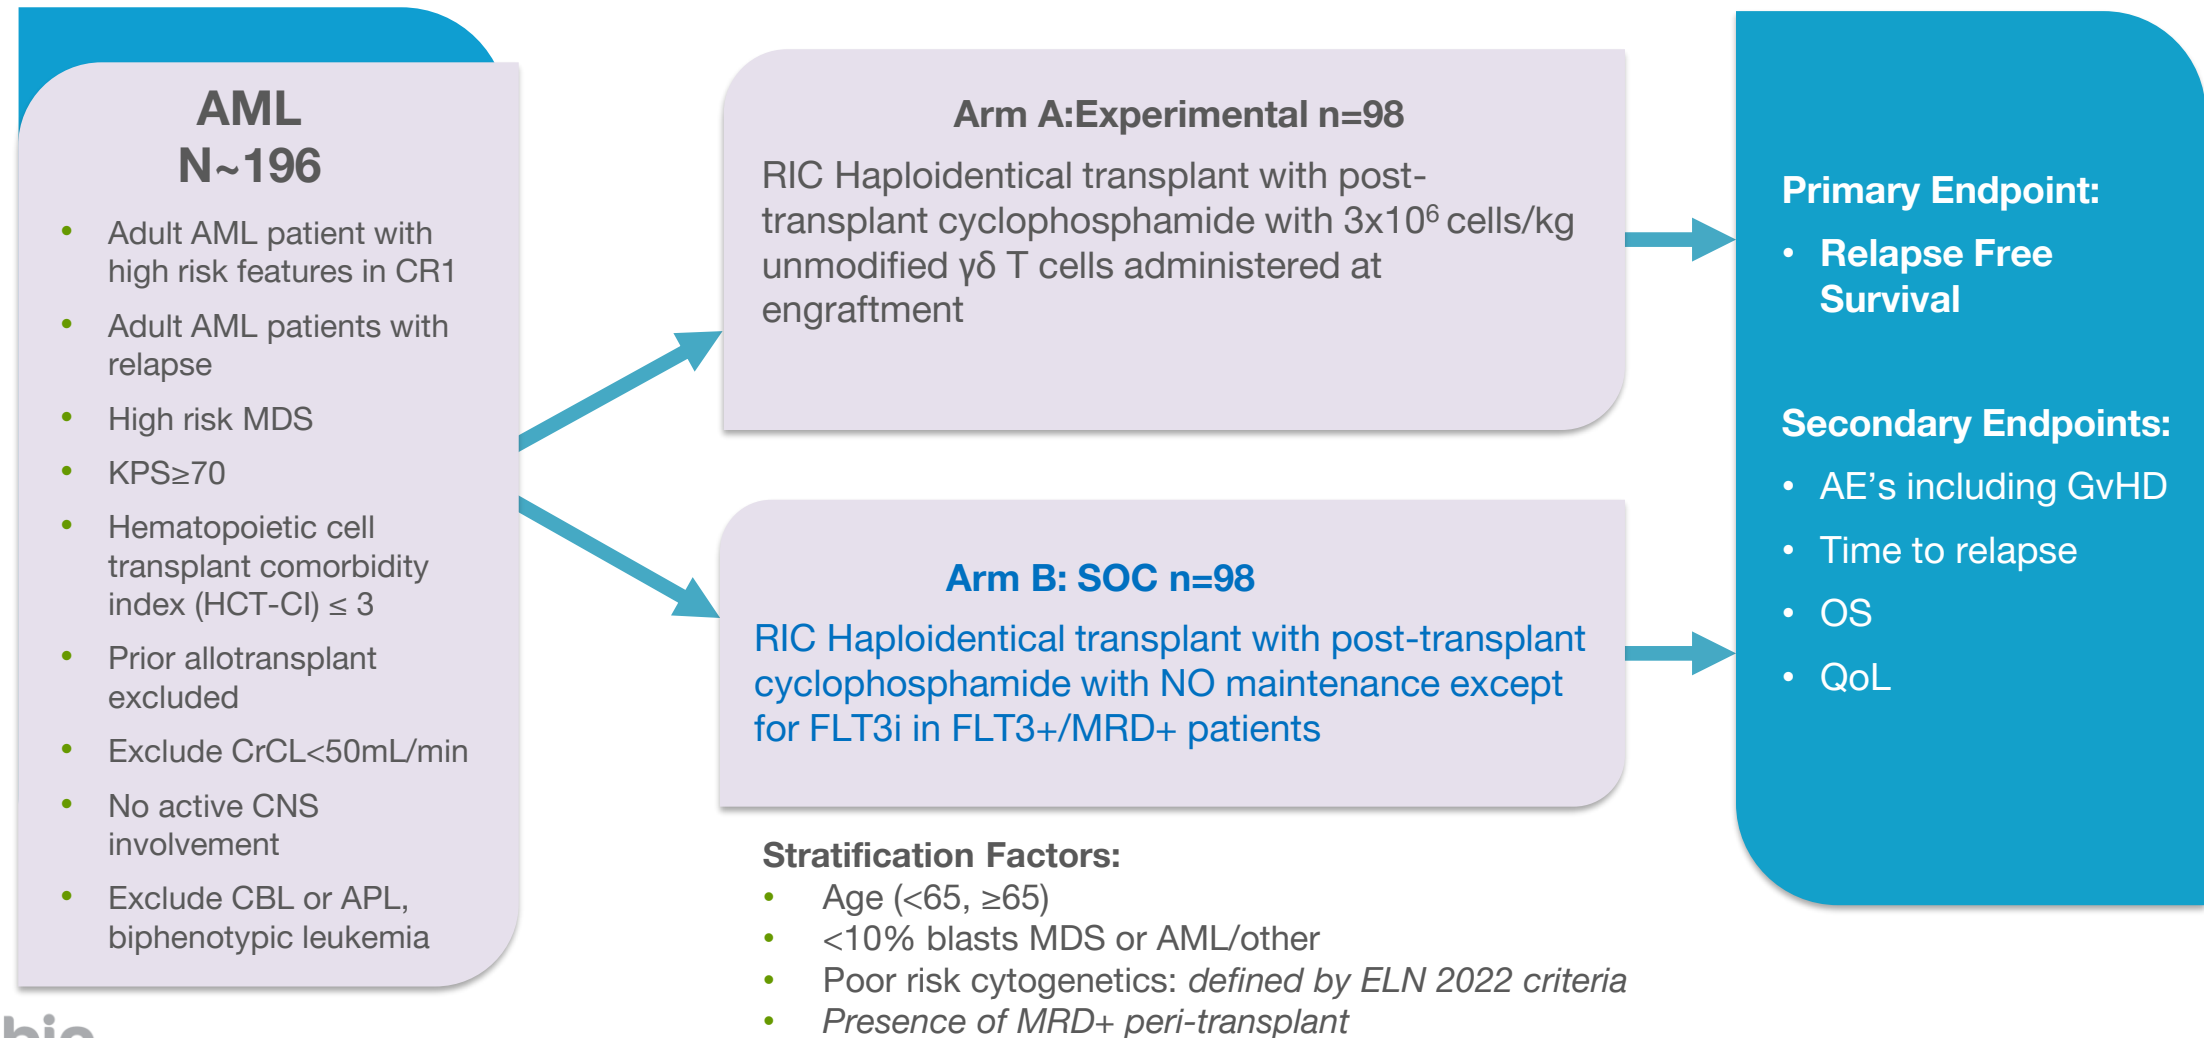 AML
N~196
• Adult AML patient with
high risk features in CR1
• Adult AML patients with
relapse
• High risk MDS
• KPS≥70
• Hematopoietic cell
transplant comorbidity
index (HCT-CI) ≤ 3
• Prior allotransplant
excluded
• Exclude CrCL<50mL/min
• No active CNS
involvement
• Exclude CBL or APL,
biphenotypic leukemia
Arm A:Experimental n=98
RIC Haploidentical transplant with post-
transplant cyclophosphamide with 3x10⁶ cells/kg
unmodified γδ T cells administered at
engraftment
Arm B: SOC n=98
RIC Haploidentical transplant with post-transplant
cyclophosphamide with NO maintenance except
for FLT3i in FLT3+/MRD+ patients
Stratification Factors:
• Age (<65, ≥65)
• <10% blasts MDS or AML/other
• Poor risk cytogenetics: defined by ELN 2022 criteria
• Presence of MRD+ peri-transplant
Primary Endpoint:
• Relapse Free
Survival
Secondary Endpoints:
• AE's including GvHD
• Time to relapse
• OS
• QoL